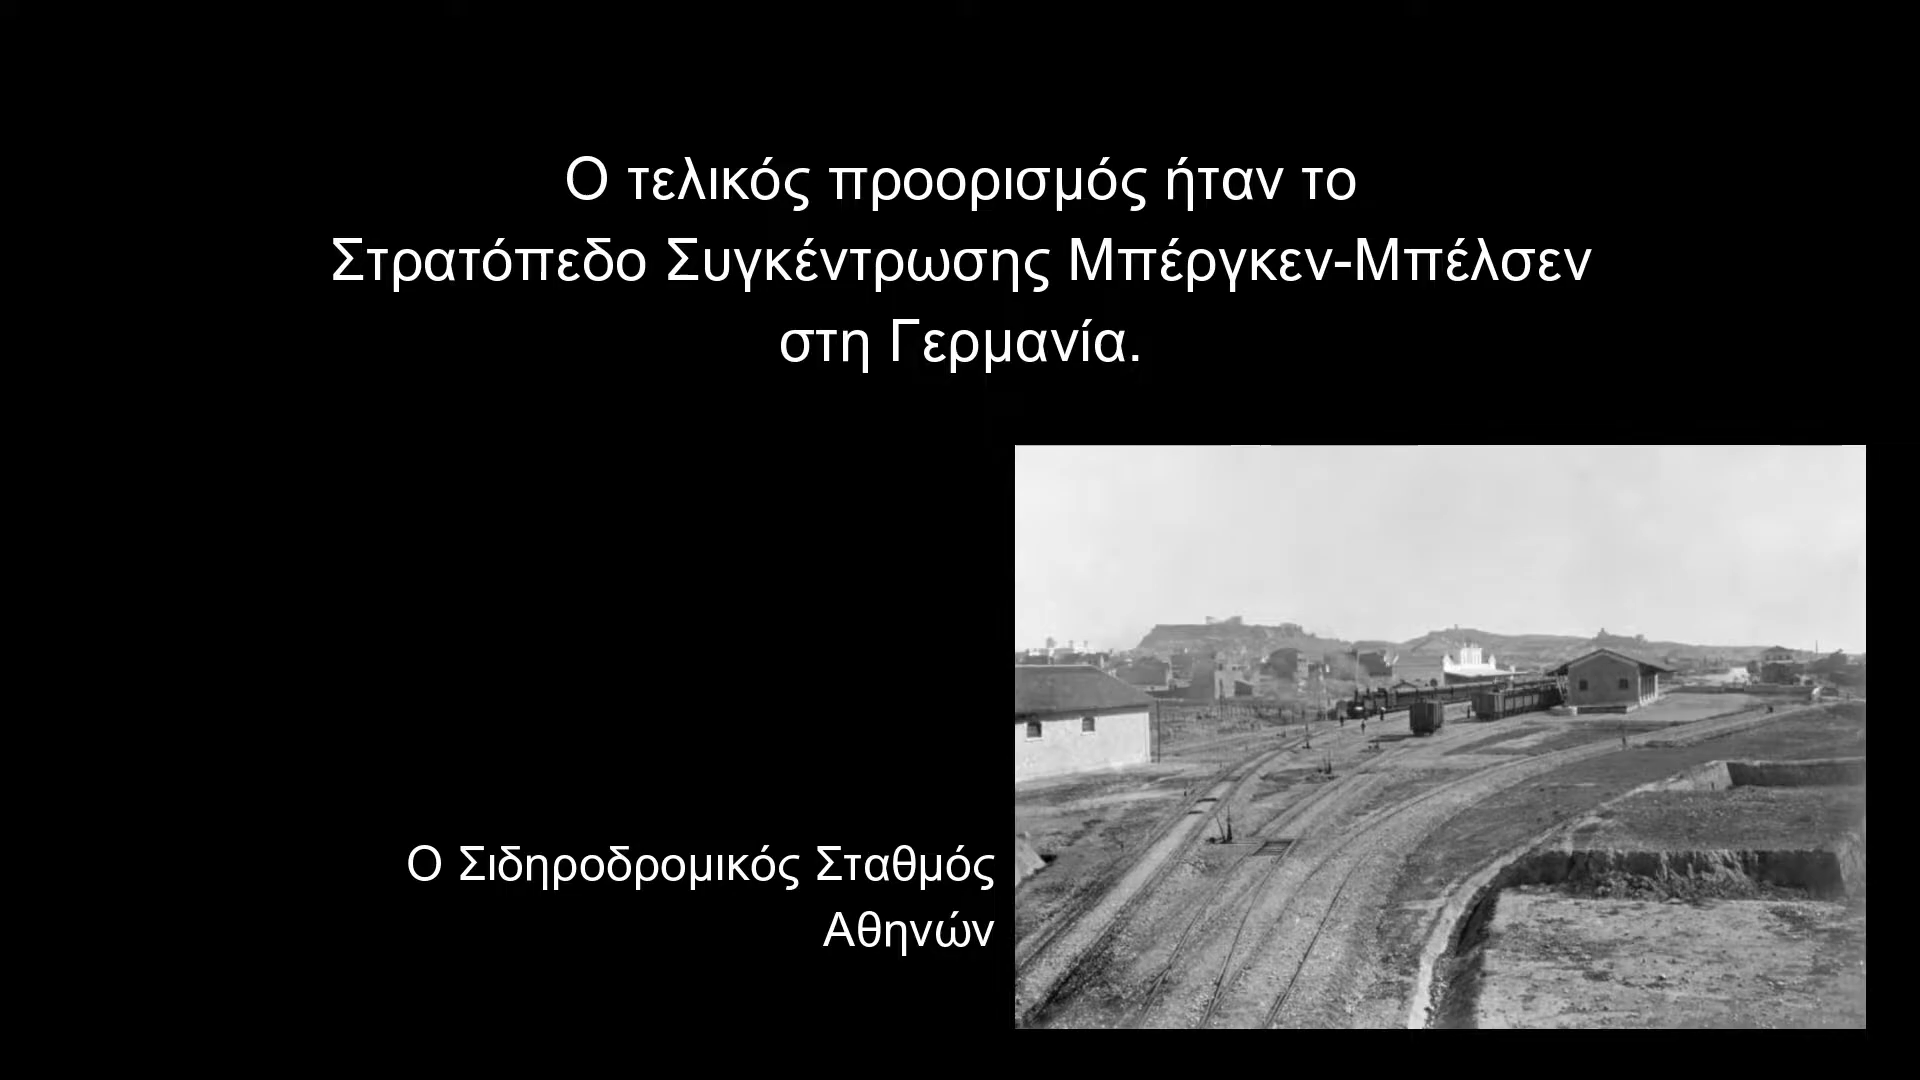 Ο τελικός προορισμός ήταν το
Στρατόπεδο Συγκέντρωσης Μπέργκεν-Μπέλσεν
στη Γερμανία.
Ο Σιδηροδρομικός Σταθμός
Αθηνών